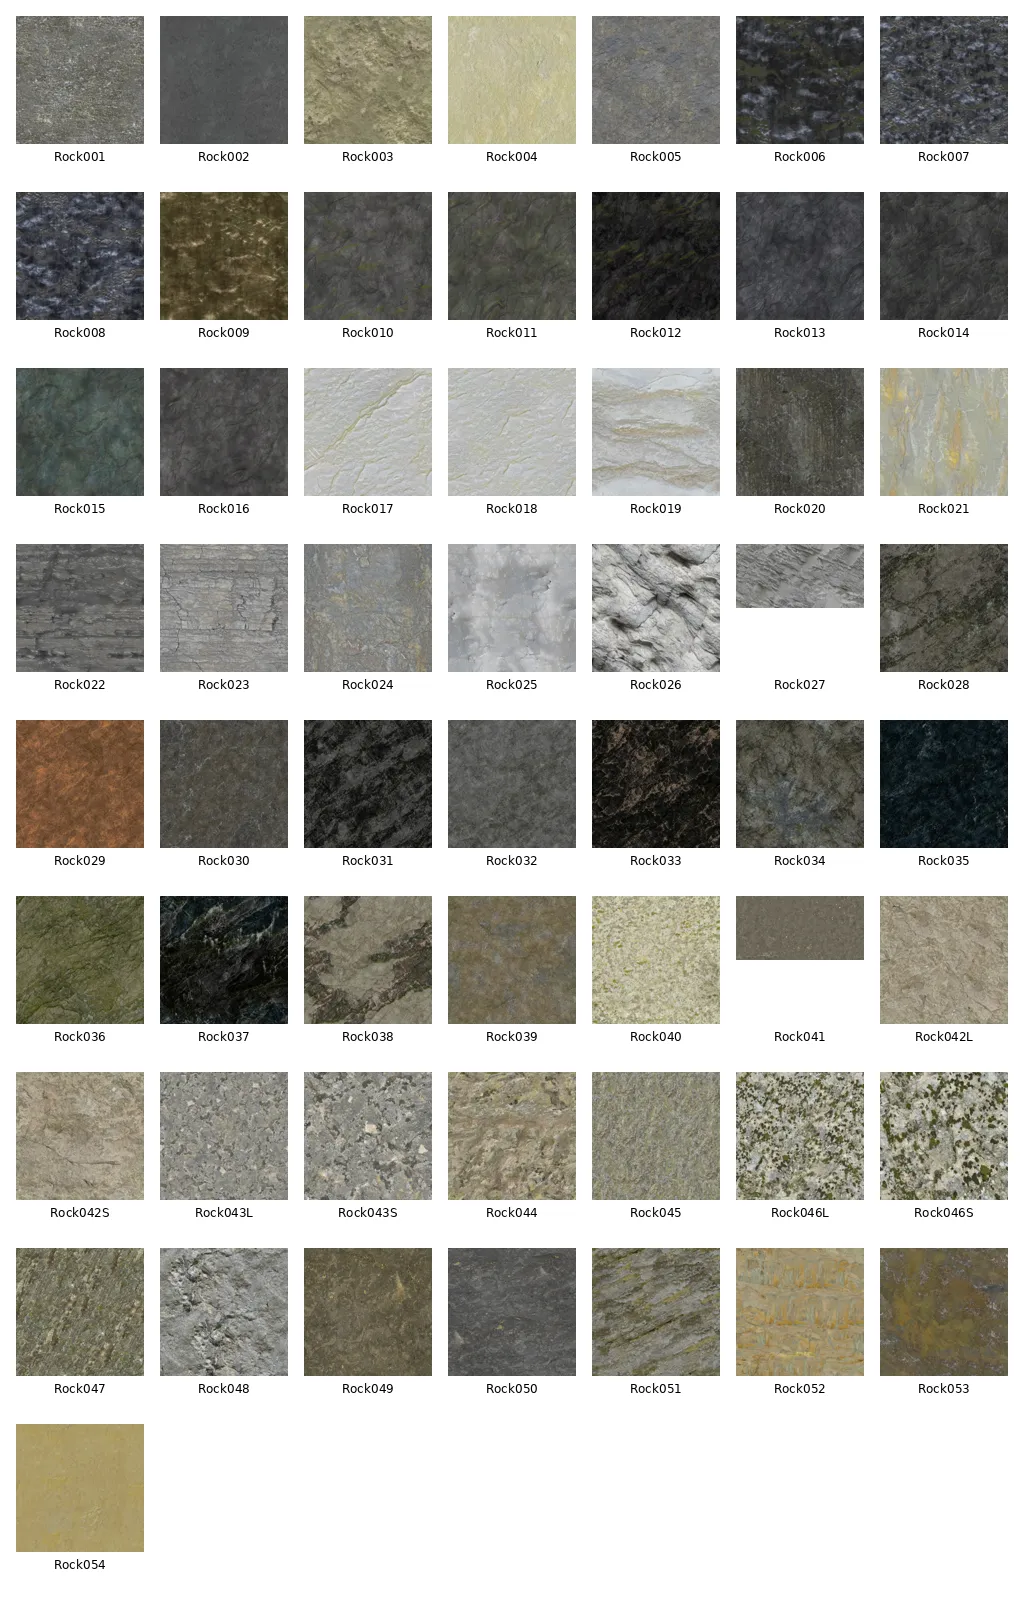 Rock001 Rock002 Rock003 Rock004 Rock005 Rock006 Rock007
Rock008 Rock009 Rock010 Rock011 Rock012 Rock013 Rock014
Rock015 Rock016 Rock017 Rock018 Rock019 Rock020 Rock021
Rock022 Rock023 Rock024 Rock025 Rock026 Rock027 Rock028
Rock029 Rock030 Rock031 Rock032 Rock033 Rock034 Rock035
Rock036 Rock037 Rock038 Rock039 Rock040 Rock041 Rock042L
Rock042S Rock043L Rock043S Rock044 Rock045 Rock046L Rock046S
Rock047 Rock048 Rock049 Rock050 Rock051 Rock052 Rock053
Rock054